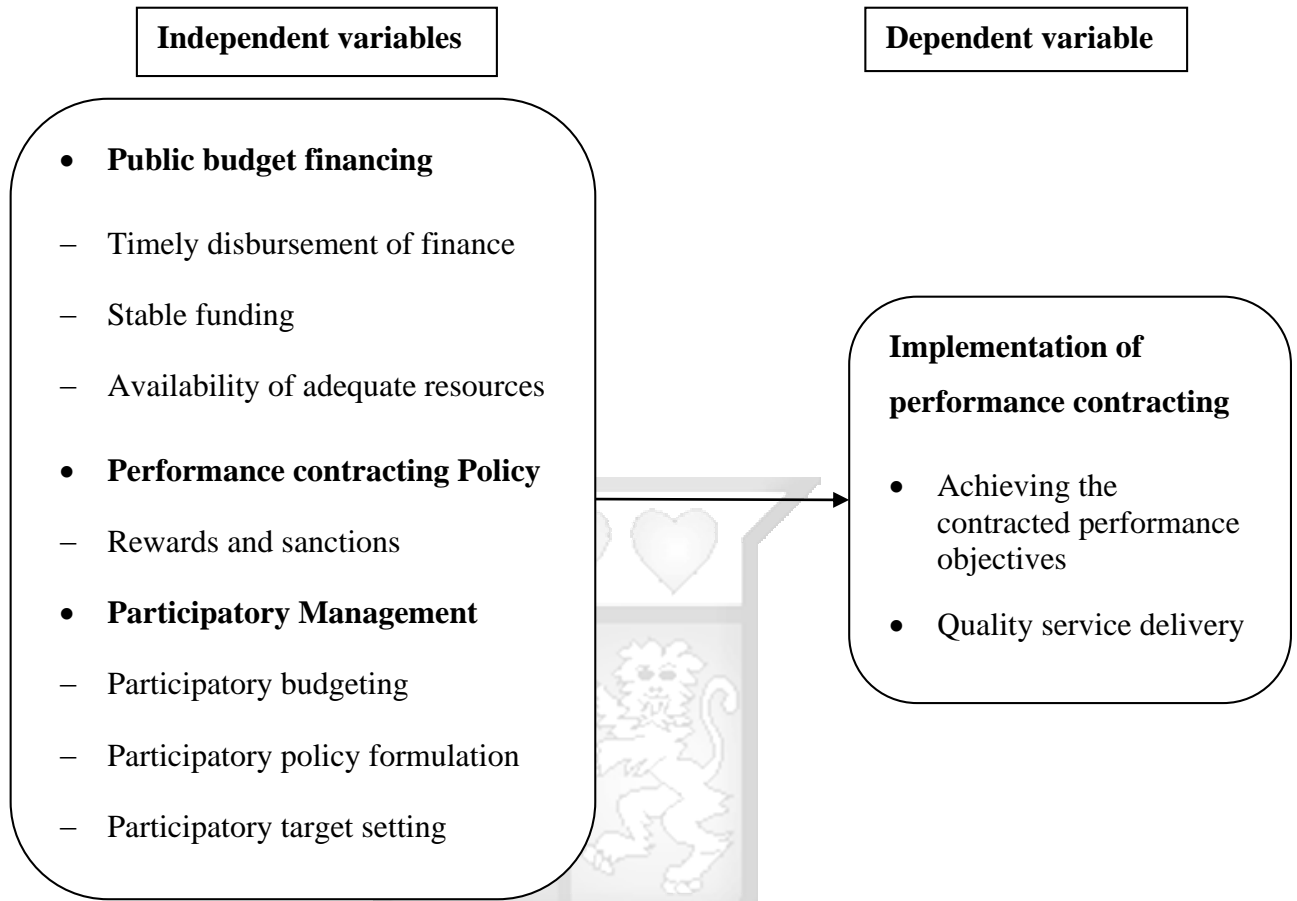 Independent variables
Dependent variable
• Public budget financing
– Timely disbursement of finance
– Stable funding
– Availability of adequate resources
• Performance contracting Policy
– Rewards and sanctions
• Participatory Management
– Participatory budgeting
– Participatory policy formulation
– Participatory target setting
Implementation of
performance contracting
• Achieving the
contracted performance
objectives
• Quality service delivery